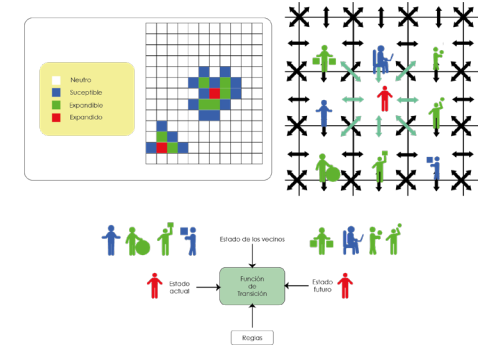 Neutro
Suceptible
Expandible
Expandido
Estado de los vecinos
Estado
actual
Función
de
Transición
Estado
futuro
Reglas